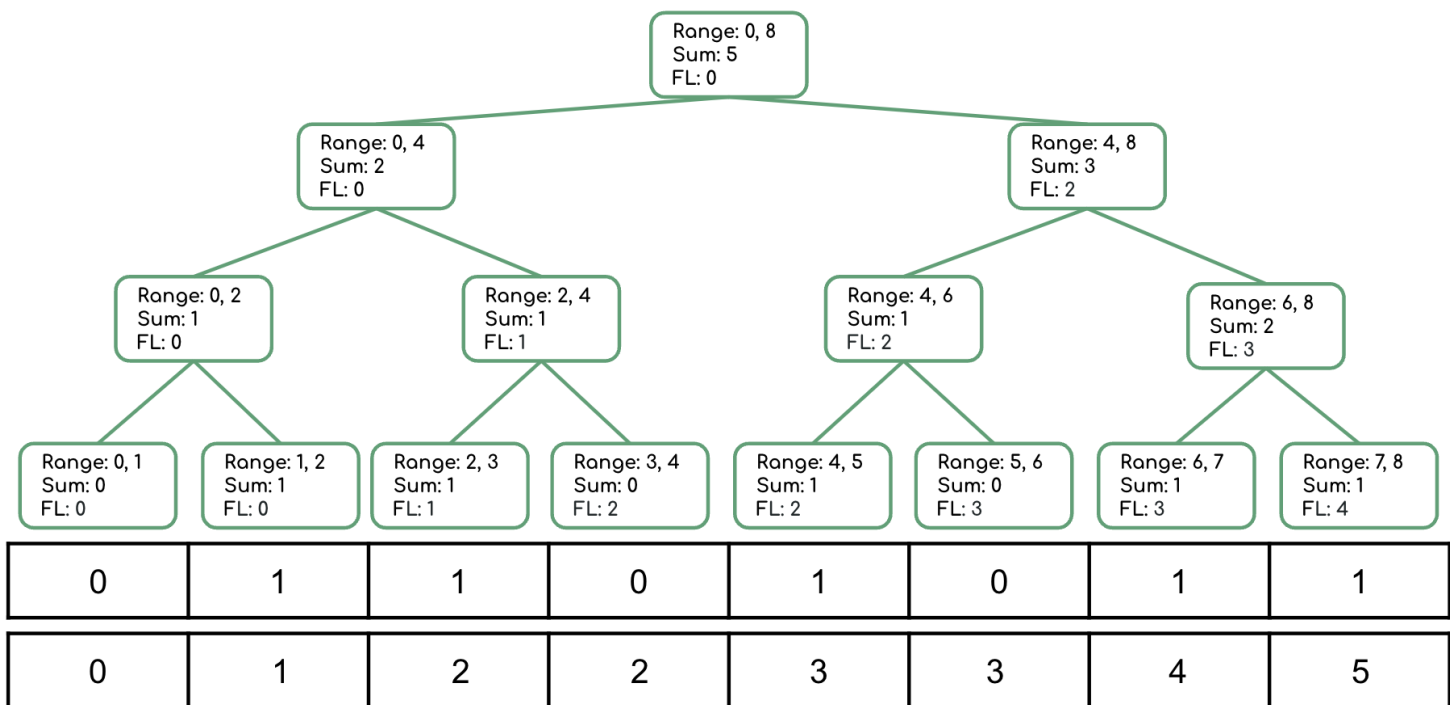 Range: 0, 8
Sum: 5
FL: 0
Range: 0, 4
Sum: 2
FL: 0
Range: 4, 8
Sum: 3
FL: 2
Range: 0, 2
Sum: 1
FL: 0
Range: 2, 4
Sum: 1
FL: 1
Range: 4, 6
Sum: 1
FL: 2
Range: 6, 8
Sum: 2
FL: 3
Range: 0, 1
Sum: 0
FL: 0
Range: 1, 2
Sum: 1
FL: 0
Range: 2, 3
Sum: 1
FL: 1
Range: 3, 4
Sum: 0
FL: 2
Range: 4, 5
Sum: 1
FL: 2
Range: 5, 6
Sum: 0
FL: 3
Range: 6, 7
Sum: 1
FL: 3
Range: 7, 8
Sum: 1
FL: 4
0 1 1 0 1 0 1 1
0 1 2 2 3 3 4 5